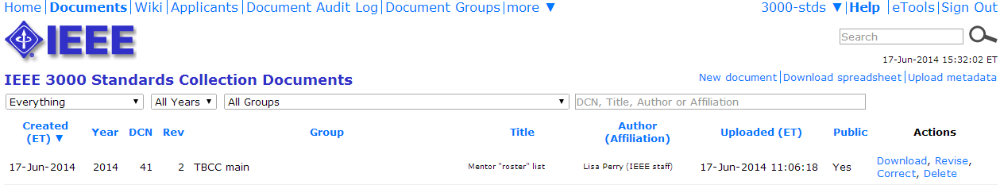 Home Documents Wiki Applicants Document Audit Log Document Groups more ▼ 3000-stds ▼ Help eTools Sign Out
IEEE
Search
17-Jun-2014 15:32:02 ET
IEEE 3000 Standards Collection Documents
New document Download spreadsheet Upload metadata
Everything All Years All Groups DCN, Title, Author or Affiliation
Created (ET) ▼ Year DCN Rev Group Title Author (Affiliation) Uploaded (ET) Public Actions
17-Jun-2014 2014 41 2 TBCC main Mentor "roster" list Lisa Perry (IEEE staff) 17-Jun-2014 11:06:18 Yes Download, Revise,
Correct, Delete